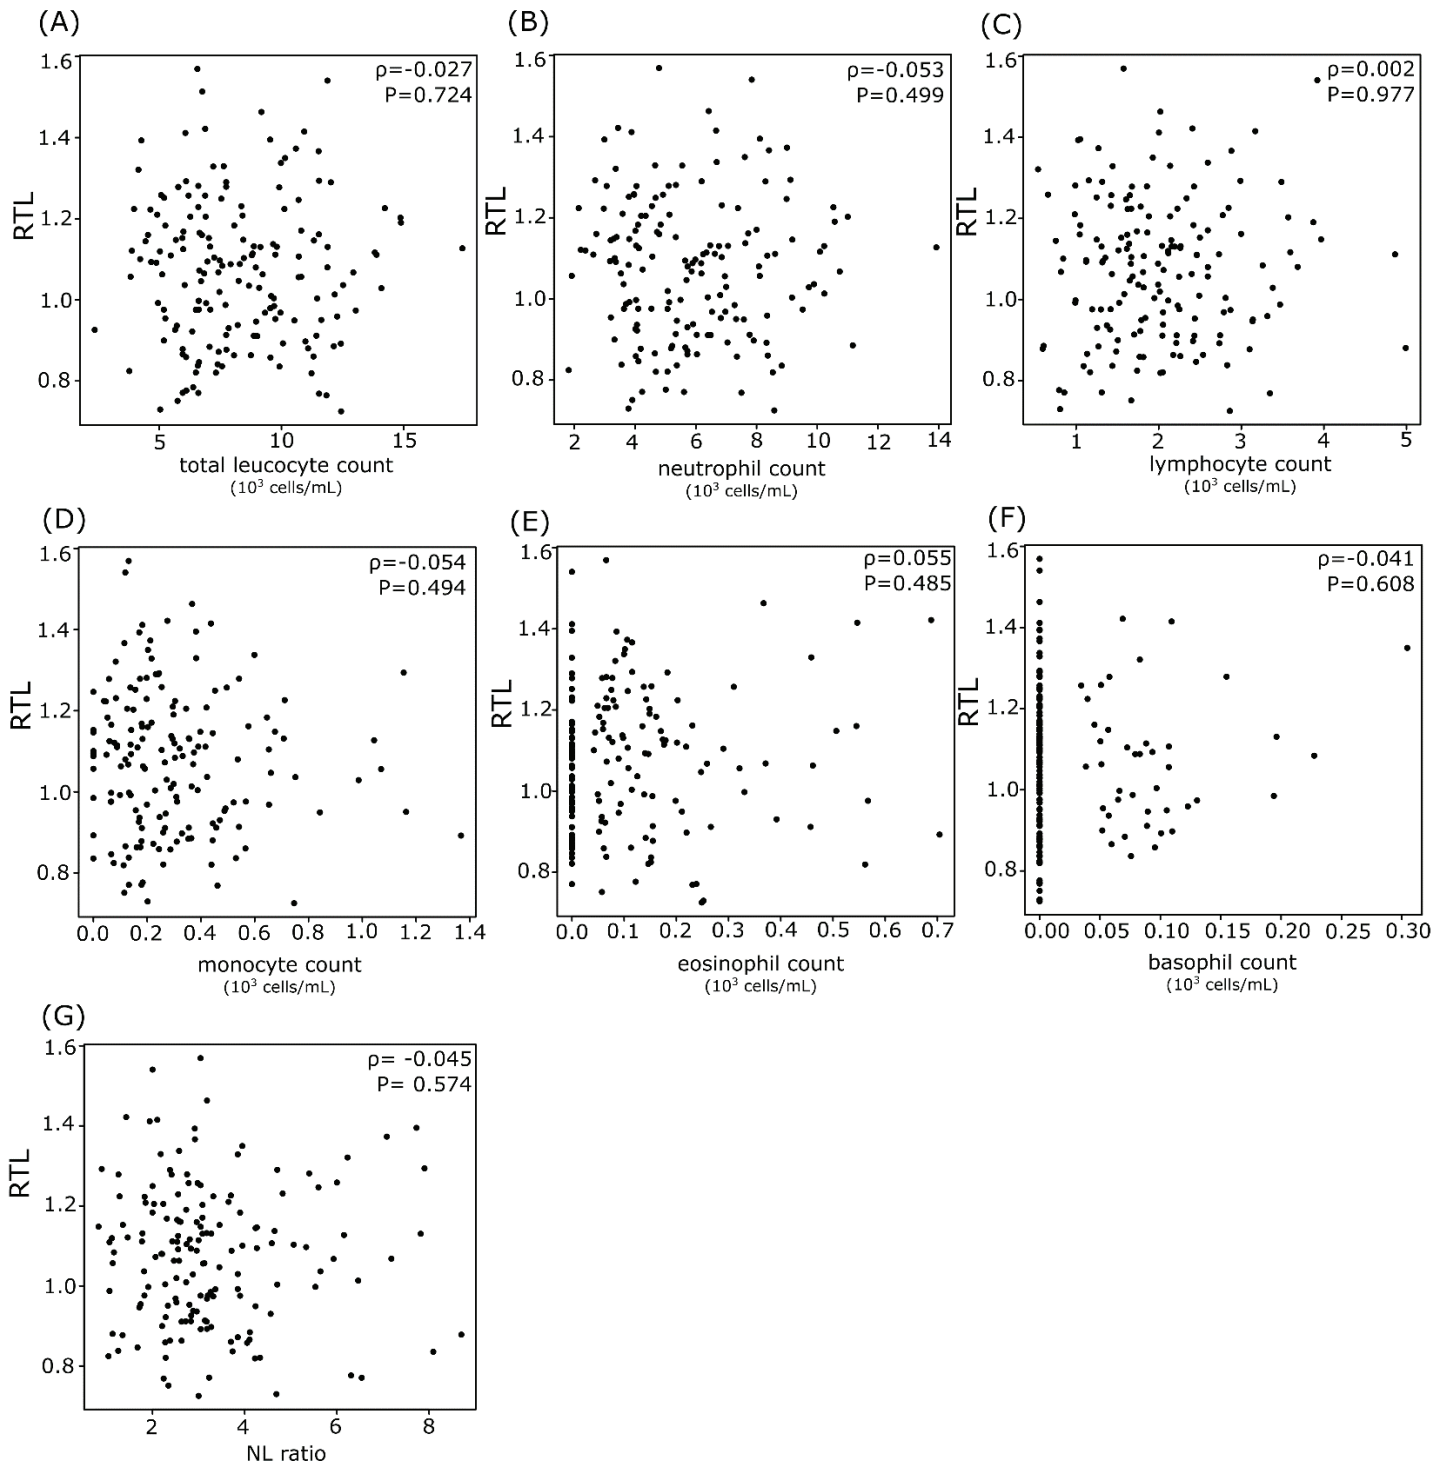 (A)
ρ=-0.027
P=0.724
RTL
1.6
1.4
1.2
1.0
0.8
5 10 15
total leucocyte count
(10³ cells/mL)
(B)
ρ=-0.053
P=0.499
RTL
1.6
1.4
1.2
1.0
0.8
2 4 6 8 10 12 14
neutrophil count
(10³ cells/mL)
(C)
ρ=0.002
P=0.977
RTL
1.6
1.4
1.2
1.0
0.8
1 2 3 4 5
lymphocyte count
(10³ cells/mL)
(D)
ρ=-0.054
P=0.494
RTL
1.6
1.4
1.2
1.0
0.8
0.0 0.2 0.4 0.6 0.8 1.0 1.2 1.4
monocyte count
(10³ cells/mL)
(E)
ρ=0.055
P=0.485
RTL
1.6
1.4
1.2
1.0
0.8
0.0 0.1 0.2 0.3 0.4 0.5 0.6 0.7
eosinophil count
(10³ cells/mL)
(F)
ρ=-0.041
P=0.608
RTL
1.6
1.4
1.2
1.0
0.8
0.00 0.05 0.10 0.15 0.20 0.25 0.30
basophil count
(10³ cells/mL)
(G)
ρ= -0.045
P= 0.574
RTL
1.6
1.4
1.2
1.0
0.8
2 4 6 8
NL ratio